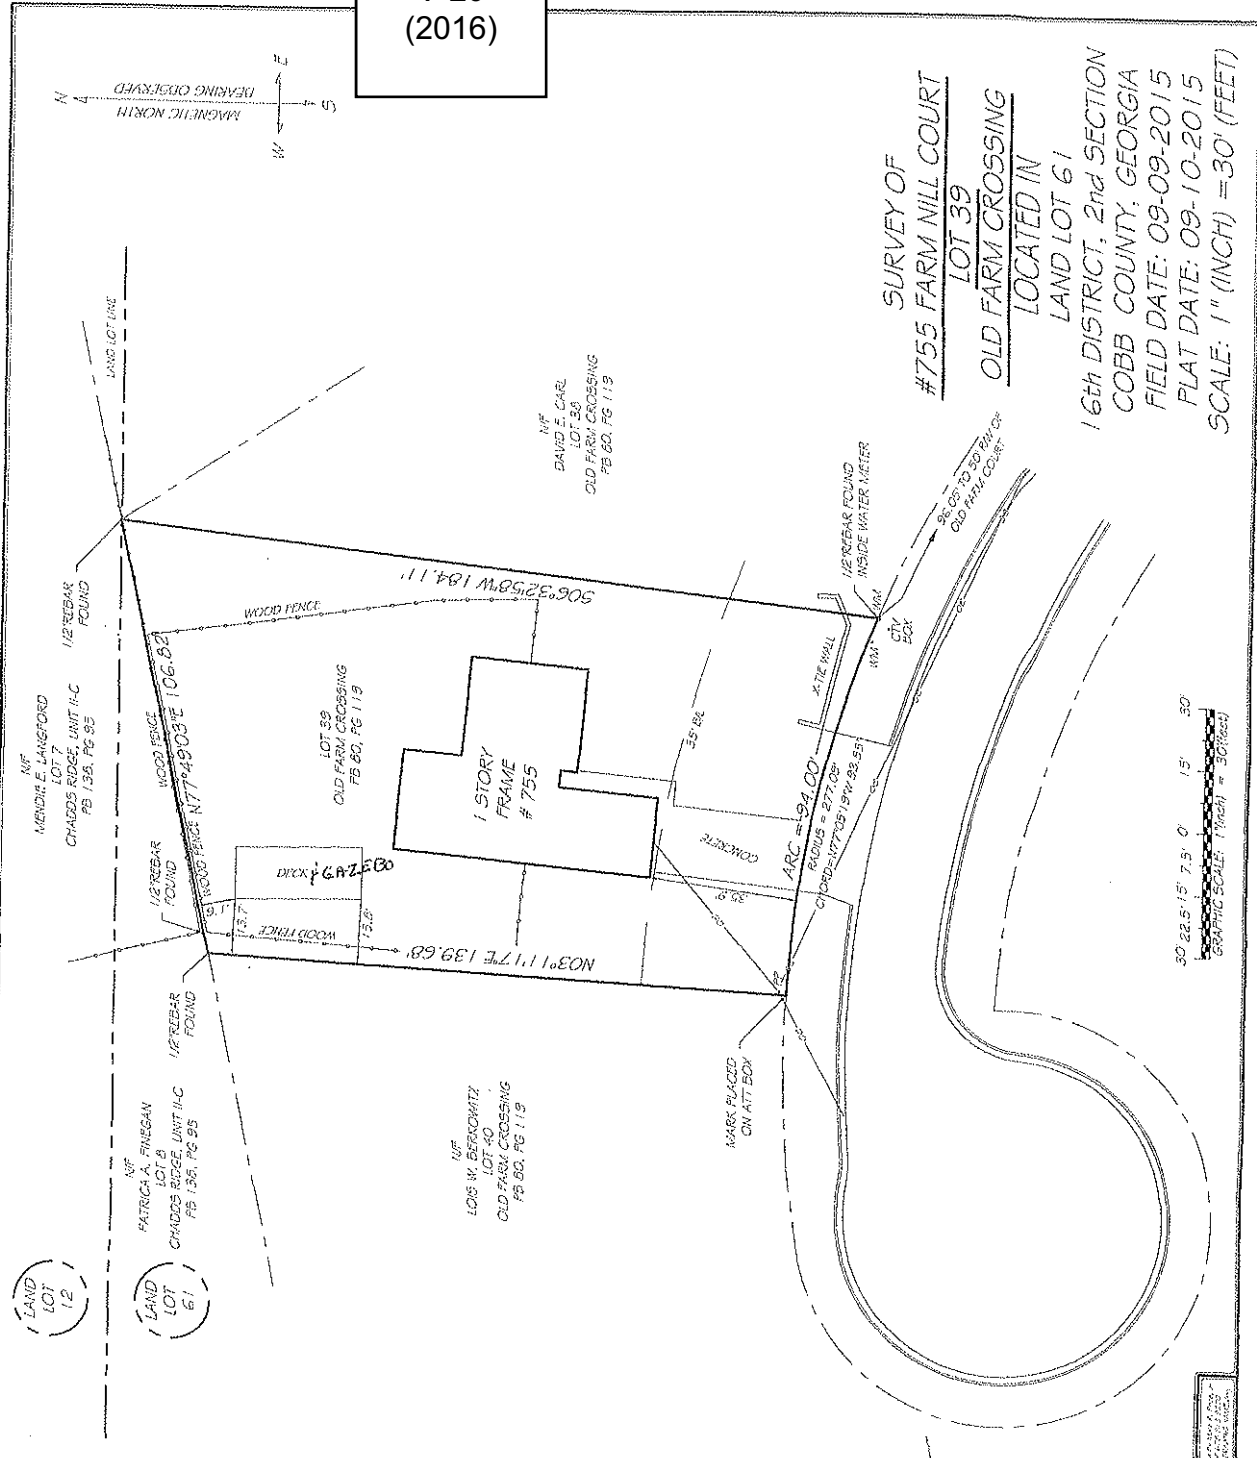 (2016)
N
MAGNETIC NORTH
BEARING OBSERVED
W
E
S
SURVEY OF
#755 FARM NILL COURT
LOT 39
OLD FARM CROSSING
LOCATED IN
LAND LOT 61
16th DISTRICT, 2nd SECTION
COBB COUNTY, GEORGIA
FIELD DATE: 09-09-2015
PLAT DATE: 09-10-2015
SCALE: 1" (INCH) =30' (FEET)
LAND LOT LINE
N/F
MENDIE E. LANGFORD
LOT 7
CHADDS RIDGE, UNIT II-C
PB 138, PG 95
1/2"REBAR
FOUND
WOOD FENCE
WOOD FENCE N77°49'03"E 106.82'
1/2"REBAR
FOUND
1/2"REBAR
FOUND
N/F
PATRICA A. FINEGAN
LOT 8
CHADDS RIDGE, UNIT II-C
PB 138, PG 95
LAND
LOT
12
LAND
LOT
61
N/F
DAVID E. CARL
LOT 38
OLD FARM CROSSING
PB 80, PG 119
WOOD FENCE
S06°32'58"W 184.11'
LOT 39
OLD FARM CROSSING
PB 80, PG 119
1 STORY
FRAME
# 755
DECK & GAZEBO
9.1'
13.7'
15.8'
WOOD FENCE
N03°11'17"E 139.68'
35' B/L
X-TIE WALL
CONCRETE
35.9'
ARC = 94.00'
RADIUS = 277.09'
CHORD=N77°05'19"W 93.55'
1/2"REBAR FOUND
INSIDE WATER METER
WM
WM
CTV
BOX
96.05' TO 50' R/W OF
OLD FARM COURT
PP
MARK PLACED
ON ATT BOX
N/F
LOIS W. BERKOWITZ
LOT 40
OLD FARM CROSSING
PB 80, PG 119
30' 22.5' 15' 7.5' 0' 15' 30'
GRAPHIC SCALE: 1"(inch) = 30'(feet)